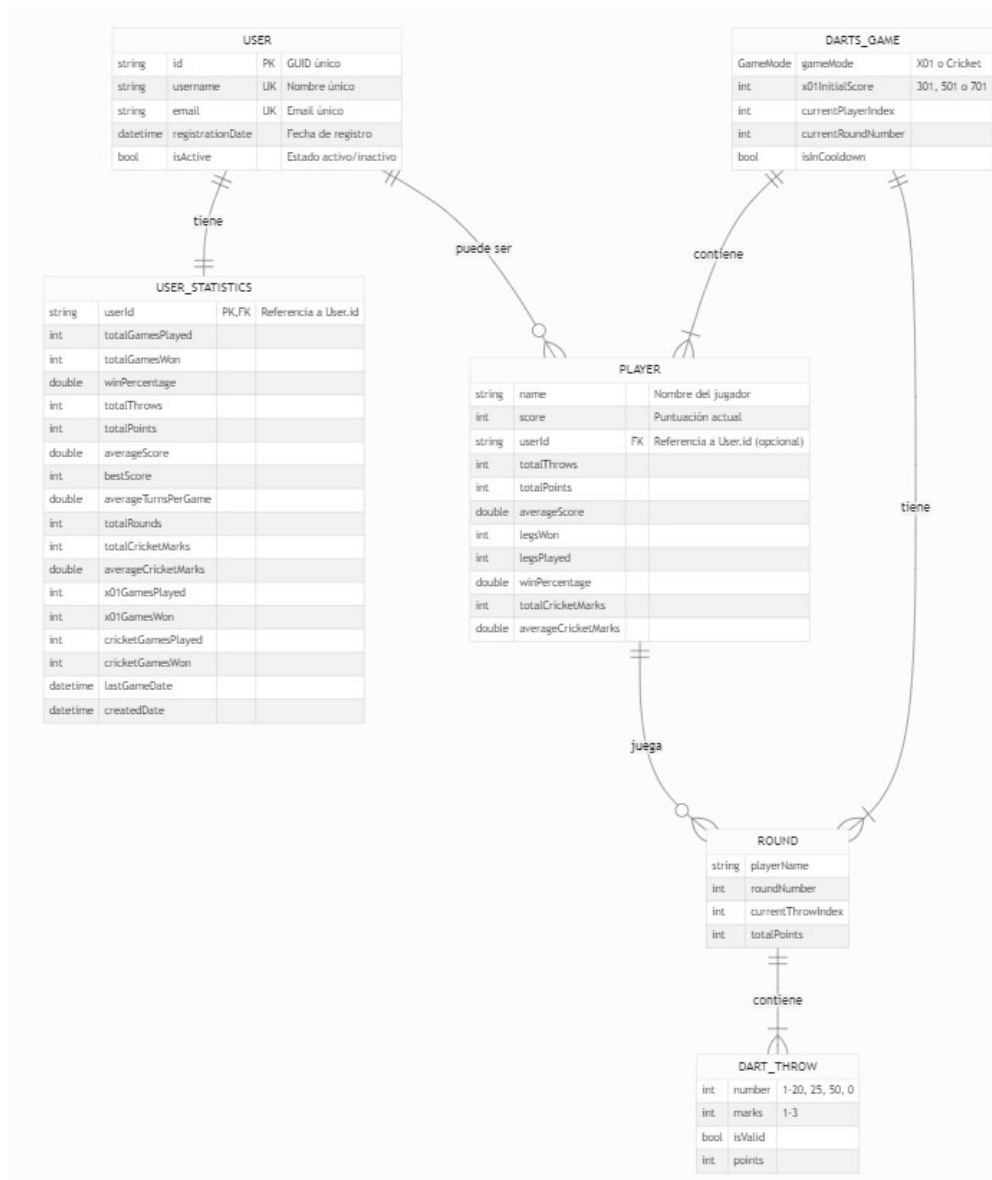 USER
string id PK GUID único
string username UK Nombre único
string email UK Email único
datetime registrationDate Fecha de registro
bool isActive Estado activo/inactivo
DARTS_GAME
GameMode gameMode X01 o Cricket
int x01InitialScore 301, 501 o 701
int currentPlayerIndex
int currentRoundNumber
bool isInCooldown
tiene
puede ser
contiene
USER_STATISTICS
string userId PK,FK Referencia a User.id
int totalGamesPlayed
int totalGamesWon
double winPercentage
int totalThrows
int totalPoints
double averageScore
int bestScore
double averageTurnsPerGame
int totalRounds
int totalCricketMarks
double averageCricketMarks
int x01GamesPlayed
int x01GamesWon
int cricketGamesPlayed
int cricketGamesWon
datetime lastGameDate
datetime createdDate
PLAYER
string name Nombre del jugador
int score Puntuación actual
string userId FK Referencia a User.id (opcional)
int totalThrows
int totalPoints
double averageScore
int legsWon
int legsPlayed
double winPercentage
int totalCricketMarks
double averageCricketMarks
tiene
juega
ROUND
string playerName
int roundNumber
int currentThrowIndex
int totalPoints
contiene
DART_THROW
int number 1-20, 25, 50, 0
int marks 1-3
bool isValid
int points